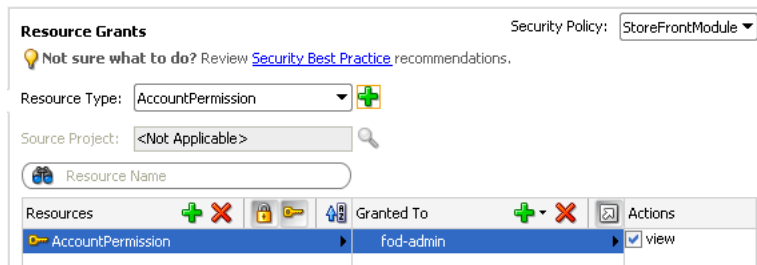 Resource Grants
Security Policy: StoreFrontModule
Not sure what to do? Review Security Best Practice recommendations.
Resource Type: AccountPermission
Source Project: <Not Applicable>
Resource Name
Resources Granted To Actions
AccountPermission fod-admin view